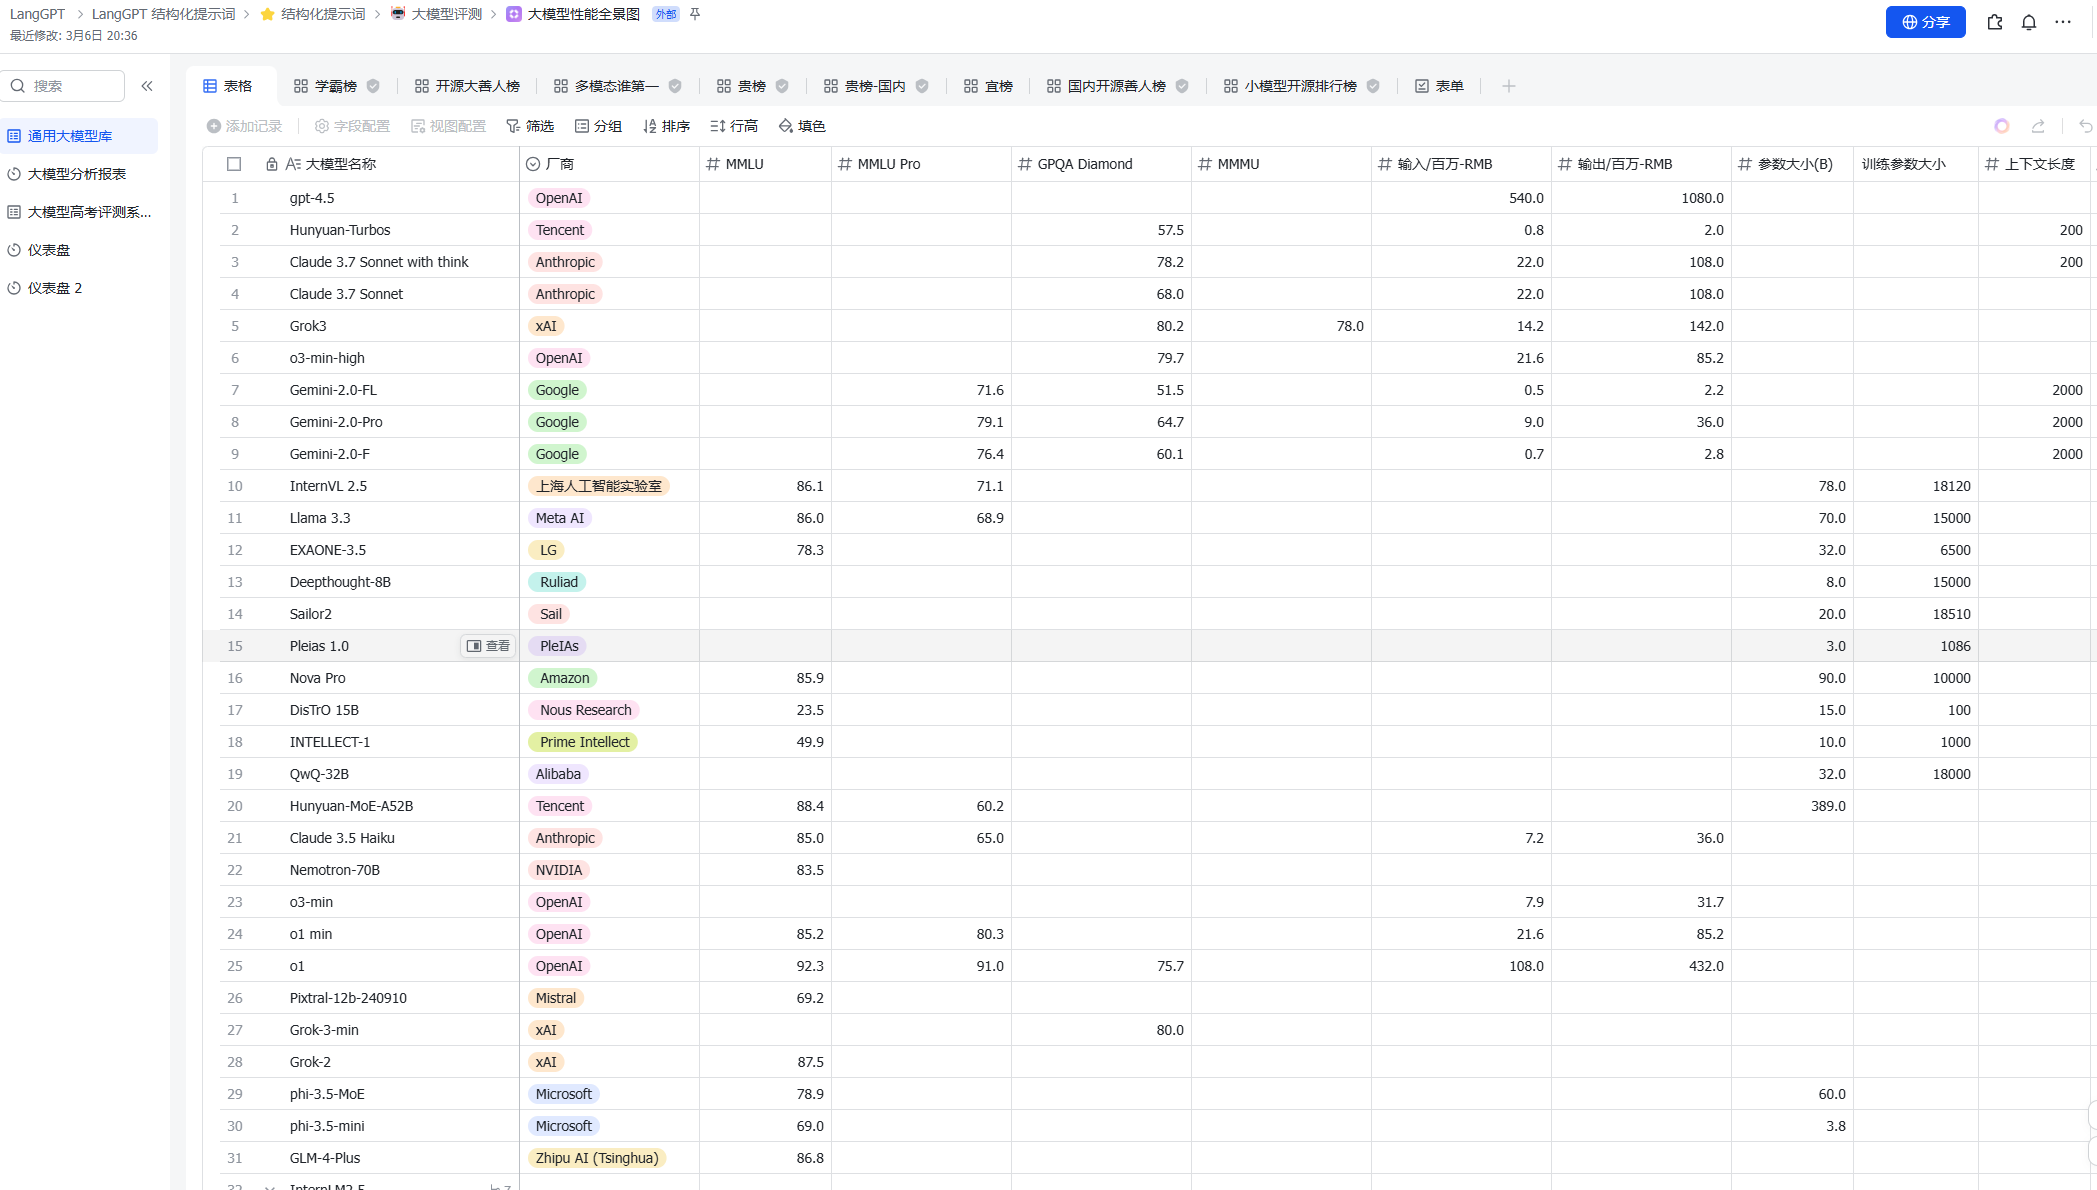 LangGPT > LangGPT 结构化提示词 > 结构化提示词 > 大模型评测 > 大模型性能全景图 外部
最近修改: 3月6日 20:36
分享
搜索
通用大模型库
大模型分析报表
大模型高考评测系...
仪表盘
仪表盘 2
表格 学霸榜 开源大善人榜 多模态谁第一 贵榜 贵榜-国内 宜榜 国内开源善人榜 小模型开源排行榜 表单
添加记录 字段配置 视图配置 筛选 分组 排序 行高 填色
大模型名称 厂商 MMLU MMLU Pro GPQA Diamond MMMU 输入/百万-RMB 输出/百万-RMB 参数大小(B) 训练参数大小 上下文长度
1 gpt-4.5 OpenAI 540.0 1080.0
2 Hunyuan-Turbos Tencent 57.5 0.8 2.0 200
3 Claude 3.7 Sonnet with think Anthropic 78.2 22.0 108.0 200
4 Claude 3.7 Sonnet Anthropic 68.0 22.0 108.0
5 Grok3 xAI 80.2 78.0 14.2 142.0
6 o3-min-high OpenAI 79.7 21.6 85.2
7 Gemini-2.0-FL Google 71.6 51.5 0.5 2.2 2000
8 Gemini-2.0-Pro Google 79.1 64.7 9.0 36.0 2000
9 Gemini-2.0-F Google 76.4 60.1 0.7 2.8 2000
10 InternVL 2.5 上海人工智能实验室 86.1 71.1 78.0 18120
11 Llama 3.3 Meta AI 86.0 68.9 70.0 15000
12 EXAONE-3.5 LG 78.3 32.0 6500
13 Deepthought-8B Ruliad 8.0 15000
14 Sailor2 Sail 20.0 18510
15 Pleias 1.0 查看 PleIAs 3.0 1086
16 Nova Pro Amazon 85.9 90.0 10000
17 DisTrO 15B Nous Research 23.5 15.0 100
18 INTELLECT-1 Prime Intellect 49.9 10.0 1000
19 QwQ-32B Alibaba 32.0 18000
20 Hunyuan-MoE-A52B Tencent 88.4 60.2 389.0
21 Claude 3.5 Haiku Anthropic 85.0 65.0 7.2 36.0
22 Nemotron-70B NVIDIA 83.5
23 o3-min OpenAI 7.9 31.7
24 o1 min OpenAI 85.2 80.3 21.6 85.2
25 o1 OpenAI 92.3 91.0 75.7 108.0 432.0
26 Pixtral-12b-240910 Mistral 69.2
27 Grok-3-min xAI 80.0
28 Grok-2 xAI 87.5
29 phi-3.5-MoE Microsoft 78.9 60.0
30 phi-3.5-mini Microsoft 69.0 3.8
31 GLM-4-Plus Zhipu AI (Tsinghua) 86.8
32 InternLM2.5